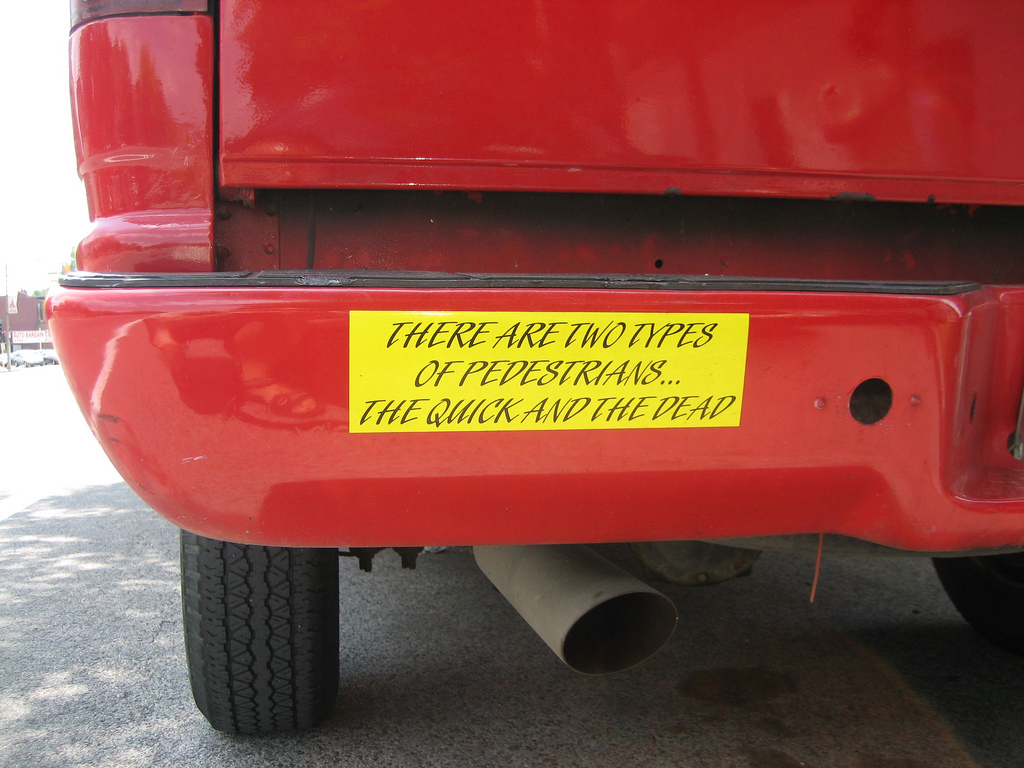 THERE ARE TWO TYPES
OF PEDESTRIANS...
THE QUICK AND THE DEAD